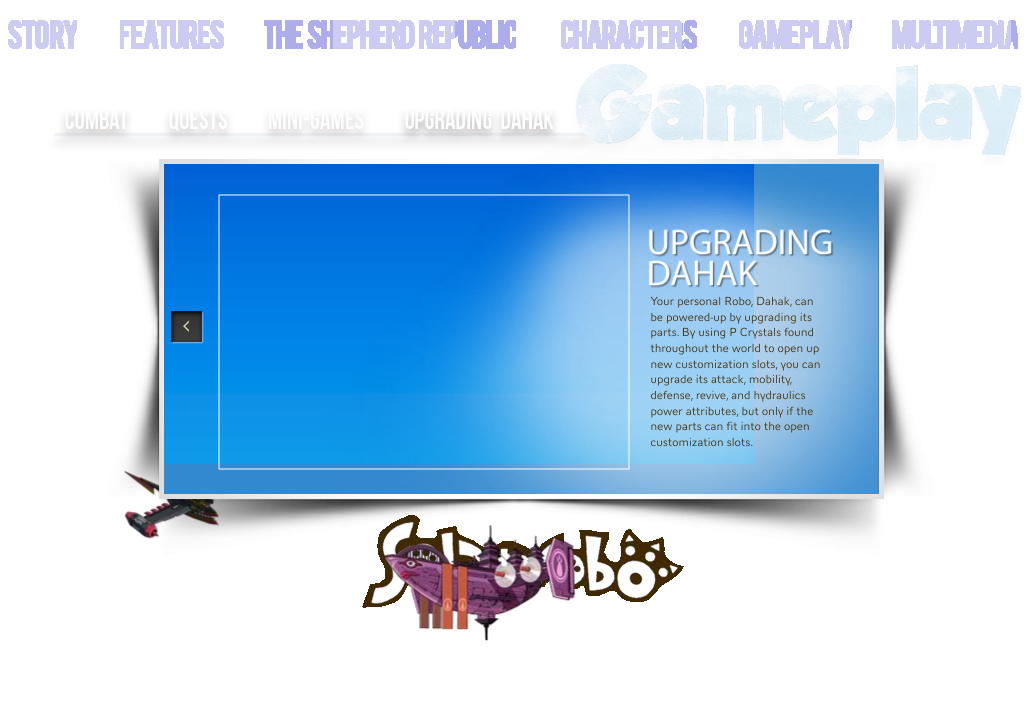 STORY FEATURES THE SHEPHERD REPUBLIC CHARACTERS GAMEPLAY MULTIMEDIA
Gameplay
COMBAT QUESTS MINI-GAMES UPGRADING DAHAK
UPGRADING
DAHAK
Your personal Robo, Dahak, can
be powered-up by upgrading its
parts. By using P Crystals found
throughout the world to open up
new customization slots, you can
upgrade its attack, mobility,
defense, revive, and hydraulics
power attributes, but only if the
new parts can fit into the open
customization slots.